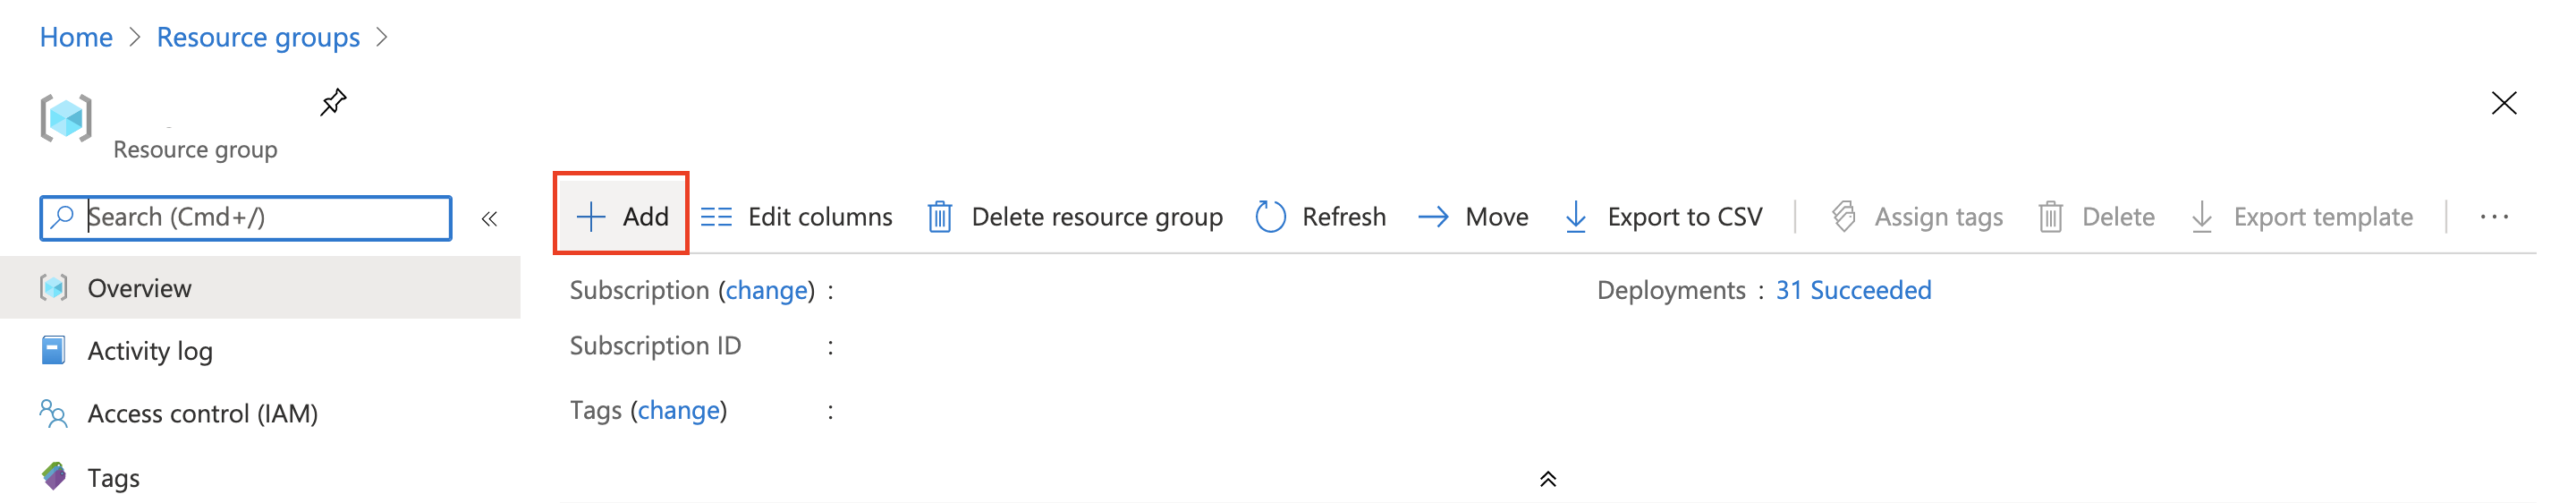 Home > Resource groups >
Resource group
Search (Cmd+/)
«
Add
Edit columns
Delete resource group
Refresh
Move
Export to CSV
Assign tags
Delete
Export template
...
Overview
Activity log
Access control (IAM)
Tags
Subscription (change) :
Subscription ID :
Tags (change) :
Deployments : 31 Succeeded